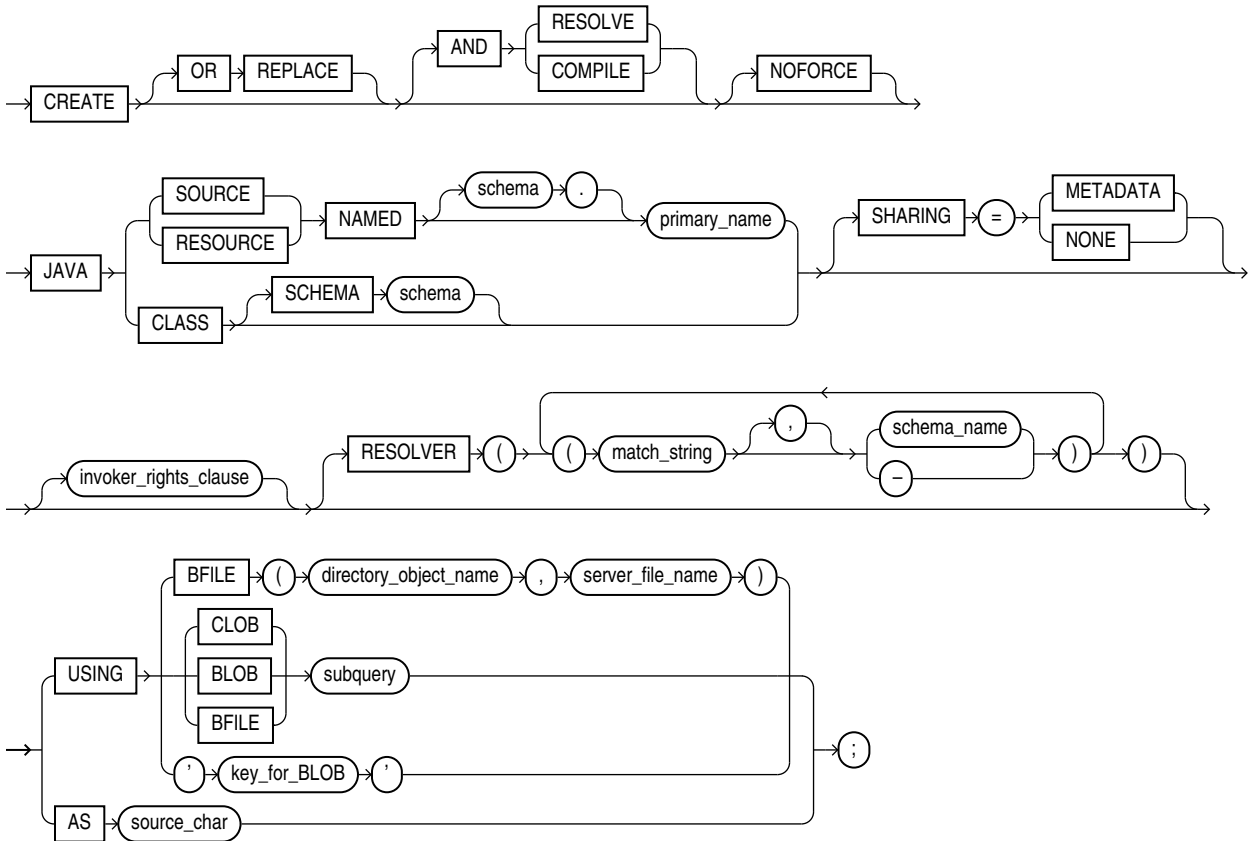 RESOLVE
AND
OR REPLACE COMPILE NOFORCE
CREATE
SOURCE schema . METADATA
NAMED SHARING =
RESOURCE primary_name NONE
JAVA
SCHEMA schema
CLASS
, schema_name
RESOLVER ( ( match_string ) )
invoker_rights_clause –
BFILE ( directory_object_name , server_file_name )
CLOB
USING BLOB subquery
BFILE
;
' key_for_BLOB '
AS source_char